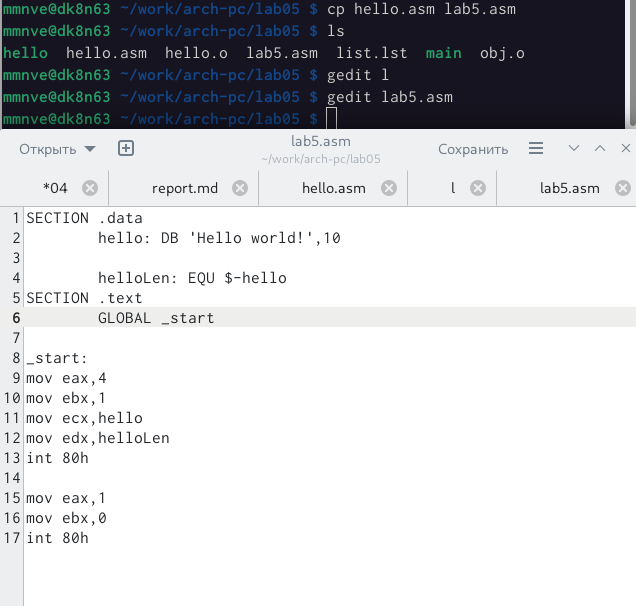 mmnve@dk8n63 ~/work/arch-pc/lab05 $ cp hello.asm lab5.asm
mmnve@dk8n63 ~/work/arch-pc/lab05 $ ls
hello  hello.asm  hello.o  lab5.asm  list.lst  main  obj.o
mmnve@dk8n63 ~/work/arch-pc/lab05 $ gedit l
mmnve@dk8n63 ~/work/arch-pc/lab05 $ gedit lab5.asm
mmnve@dk8n63 ~/work/arch-pc/lab05 $
Открыть lab5.asm Сохранить
~/work/arch-pc/lab05
*04 report.md hello.asm l lab5.asm
1 SECTION .data
2         hello: DB 'Hello world!',10
3
4         helloLen: EQU $-hello
5 SECTION .text
6         GLOBAL _start
7
8 _start:
9 mov eax,4
10 mov ebx,1
11 mov ecx,hello
12 mov edx,helloLen
13 int 80h
14
15 mov eax,1
16 mov ebx,0
17 int 80h